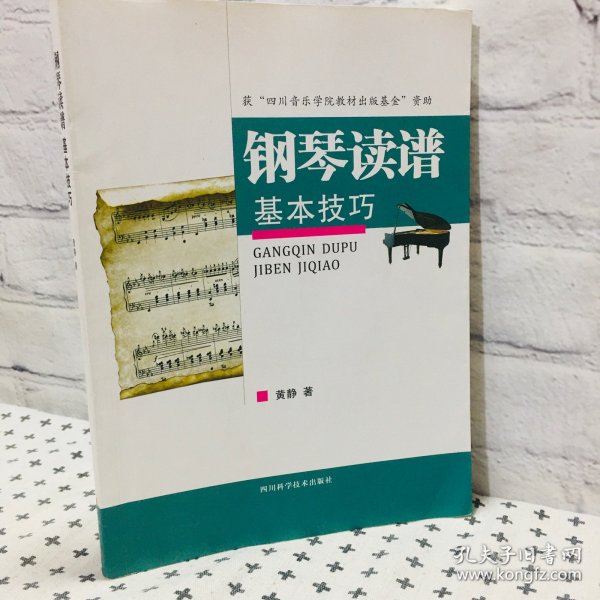 获“四川音乐学院教材出版基金”资助
钢琴读谱
基本技巧
GANGQIN DUPU
JIBEN JIQIAO
黄静 著
四川科学技术出版社
钢琴读谱 基本技巧
孔夫子旧书网
www.kongfz.com